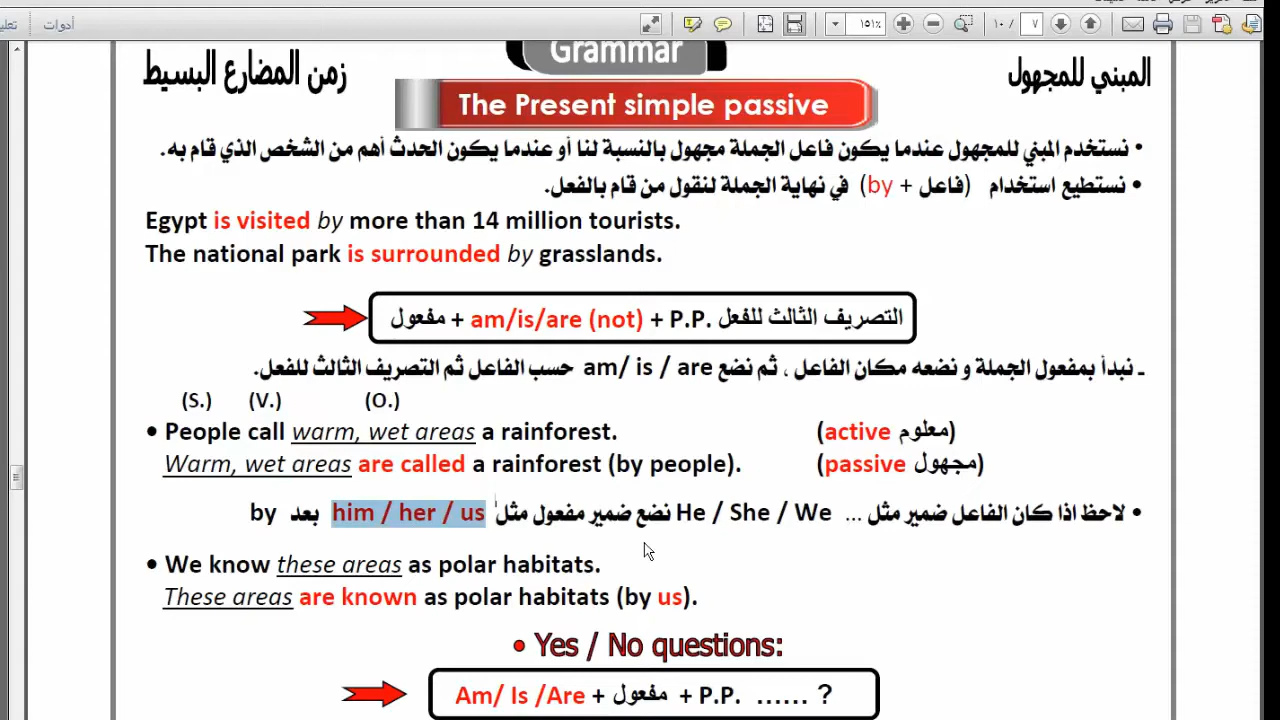 أدوات
١٥١٪
٧
/ ١٠
Grammar
المبني للمجهول
زمن المضارع البسيط
The Present simple passive
• نستخدم المبني للمجهول عندما يكون فاعل الجملة مجهول بالنسبة لنا أو عندما يكون الحدث أهم من الشخص الذي قام به.
• نستطيع استخدام (by + فاعل) في نهاية الجملة لنقول من قام بالفعل.
Egypt is visited by more than 14 million tourists.
The national park is surrounded by grasslands.
مفعول + am/is/are (not) + P.P. التصريف الثالث للفعل
ـ نبدأ بمفعول الجملة و نضعه مكان الفاعل ، ثم نضع am/ is / are حسب الفاعل ثم التصريف الثالث للفعل.
(S.) (V.) (O.)
• People call warm, wet areas a rainforest. (active معلوم)
Warm, wet areas are called a rainforest (by people). (passive مجهول)
• لاحظ اذا كان الفاعل ضمير مثل ... He / She / We نضع ضمير مفعول مثل him / her / us بعد by
• We know these areas as polar habitats.
These areas are known as polar habitats (by us).
• Yes / No questions:
Am/ Is /Are + مفعول + P.P. ...... ?